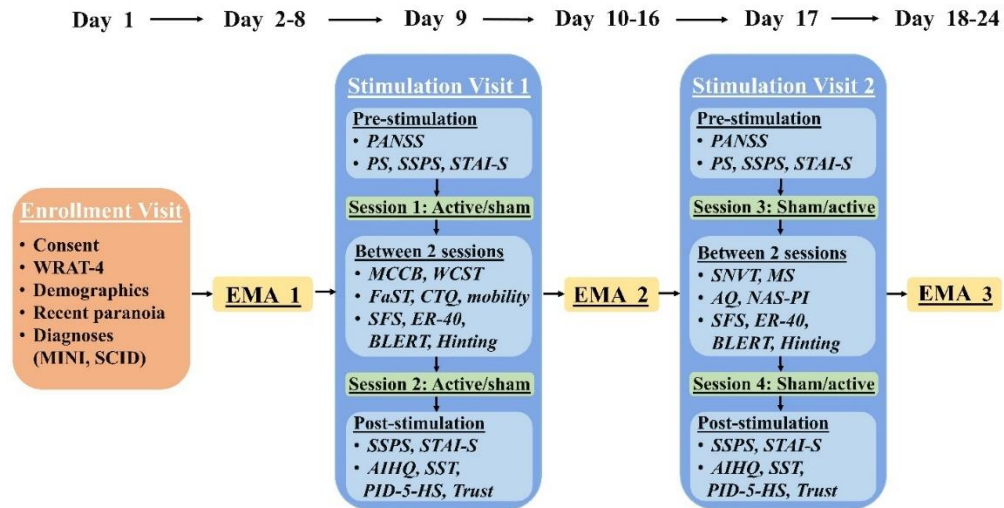 Day 1
Day 2-8
Day 9
Day 10-16
Day 17
Day 18-24
Enrollment Visit
• Consent
• WRAT-4
• Demographics
• Recent paranoia
• Diagnoses
(MINI, SCID)
EMA 1
Stimulation Visit 1
Pre-stimulation
• PANSS
• PS, SSPS, STAI-S
Session 1: Active/sham
Between 2 sessions
• MCCB, WCST
• FaST, CTQ, mobility
• SFS, ER-40,
BLERT, Hinting
Session 2: Active/sham
Post-stimulation
• SSPS, STAI-S
• AIHQ, SST,
PID-5-HS, Trust
EMA 2
Stimulation Visit 2
Pre-stimulation
• PANSS
• PS, SSPS, STAI-S
Session 3: Sham/active
Between 2 sessions
• SNVT, MS
• AQ, NAS-PI
• SFS, ER-40,
BLERT, Hinting
Session 4: Sham/active
Post-stimulation
• SSPS, STAI-S
• AIHQ, SST,
PID-5-HS, Trust
EMA 3